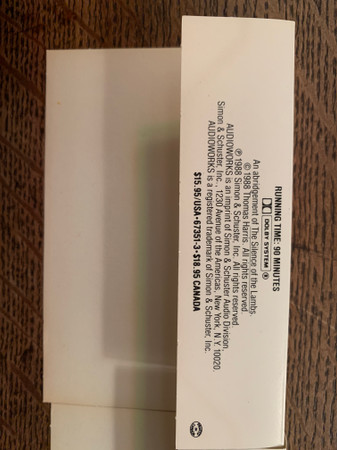 RUNNING TIME: 90 MINUTES
DOLBY SYSTEM ®
An abridgement of The Silence of the Lambs.
©1988 Thomas Harris. All rights reserved.
℗ 1988 Simon & Schuster, Inc. All rights reserved.
AUDIOWORKS is an imprint of Simon & Schuster Audio Division,
Simon & Schuster, Inc., 1230 Avenue of the Americas, New York, N.Y. 10020.
AUDIOWORKS is a registered trademark of Simon & Schuster, Inc.
$15.95/USA•67351-3•$18.95 CANADA